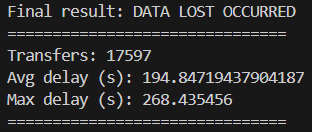 Final result: DATA LOST OCCURRED
===============================
Transfers: 17597
Avg delay (s): 194.84719437904187
Max delay (s): 268.435456
===============================